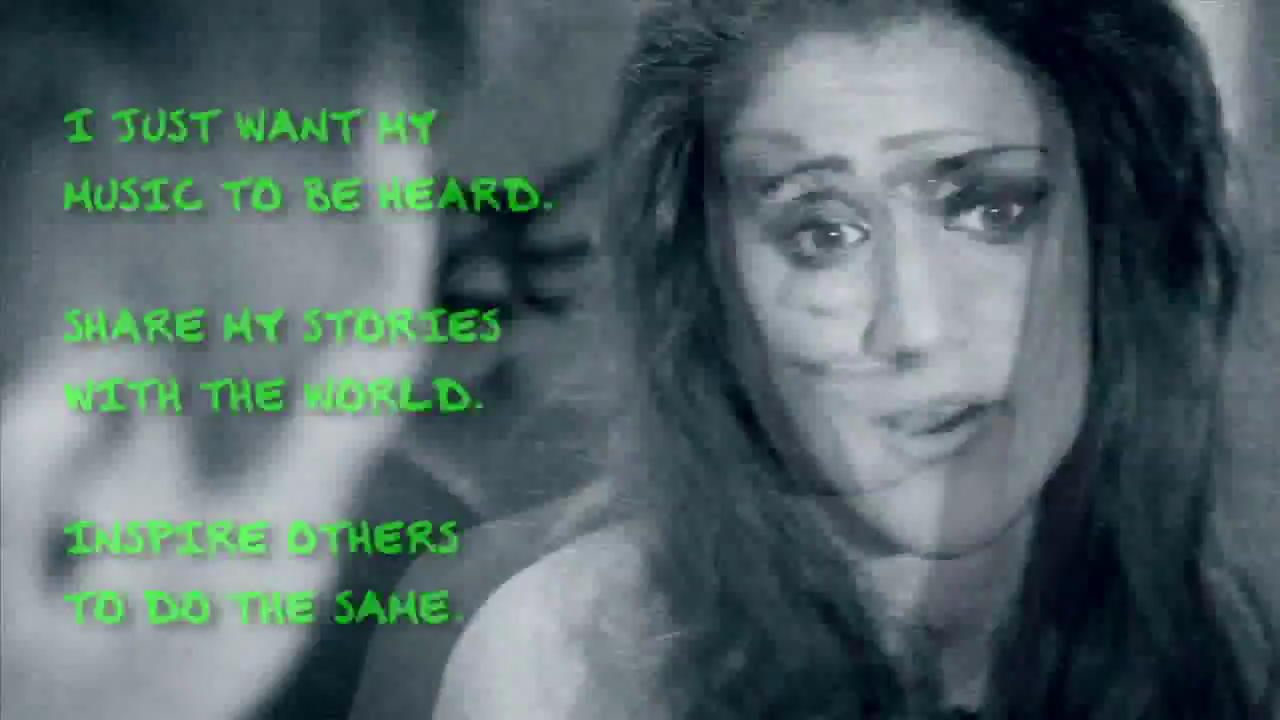 I JUST WANT MY
MUSIC TO BE HEARD.
SHARE MY STORIES
WITH THE WORLD.
INSPIRE OTHERS
TO DO THE SAME.